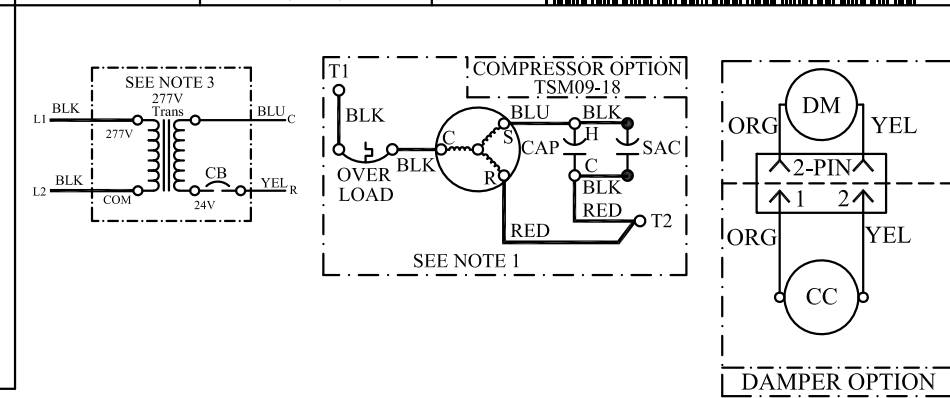 SEE NOTE 3
277V
Trans
BLK
L1
277V
BLU
C
BLK
L2
COM
CB
24V
YEL
R
T1
COMPRESSOR OPTION
TSM09-18
BLK
BLU
BLK
S
H
C
CAP
SAC
OVER
LOAD
BLK
R
C
BLK
RED
T2
RED
SEE NOTE 1
DM
ORG
YEL
2-PIN
1
2
ORG
YEL
CC
DAMPER OPTION